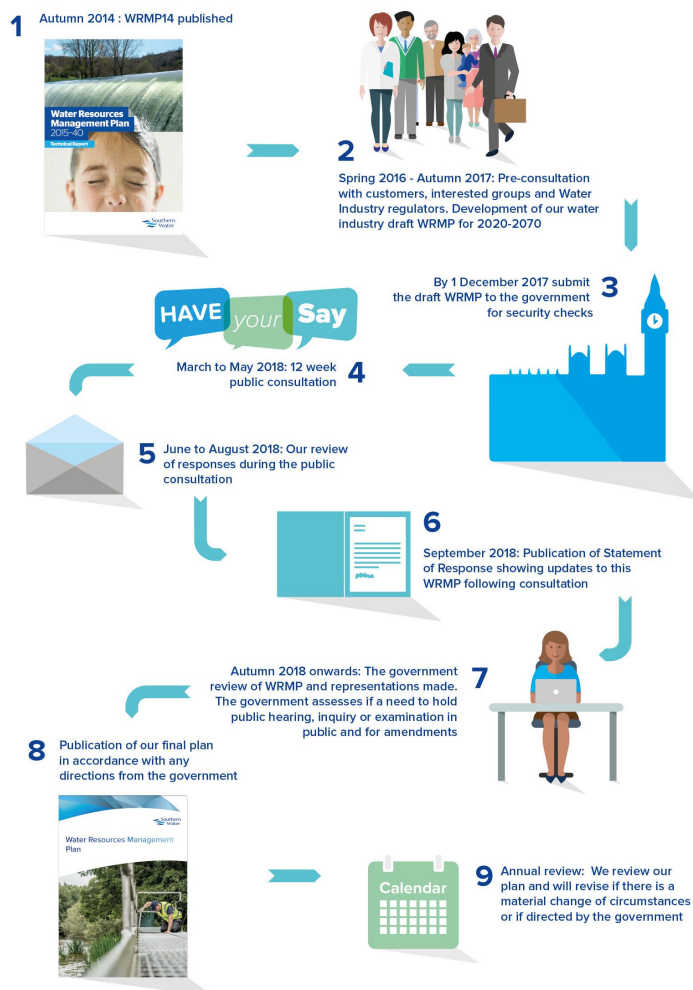 1
Autumn 2014 : WRMP14 published
Water Resources
Management Plan
2015-40
Technical Report
Southern
Water
2
Spring 2016 - Autumn 2017: Pre-consultation
with customers, interested groups and Water
Industry regulators. Development of our water
industry draft WRMP for 2020-2070
3
By 1 December 2017 submit
the draft WRMP to the government
for security checks
HAVE your Say
4
March to May 2018: 12 week
public consultation
5
June to August 2018: Our review
of responses during the public
consultation
6
September 2018: Publication of Statement
of Response showing updates to this
WRMP following consultation
7
Autumn 2018 onwards: The government
review of WRMP and representations made.
The government assesses if a need to hold
public hearing, inquiry or examination in
public and for amendments
8
Publication of our final plan
in accordance with any
directions from the government
Southern
Water
Water Resources Management
Plan
Calendar
9
Annual review: We review our
plan and will revise if there is a
material change of circumstances
or if directed by the government